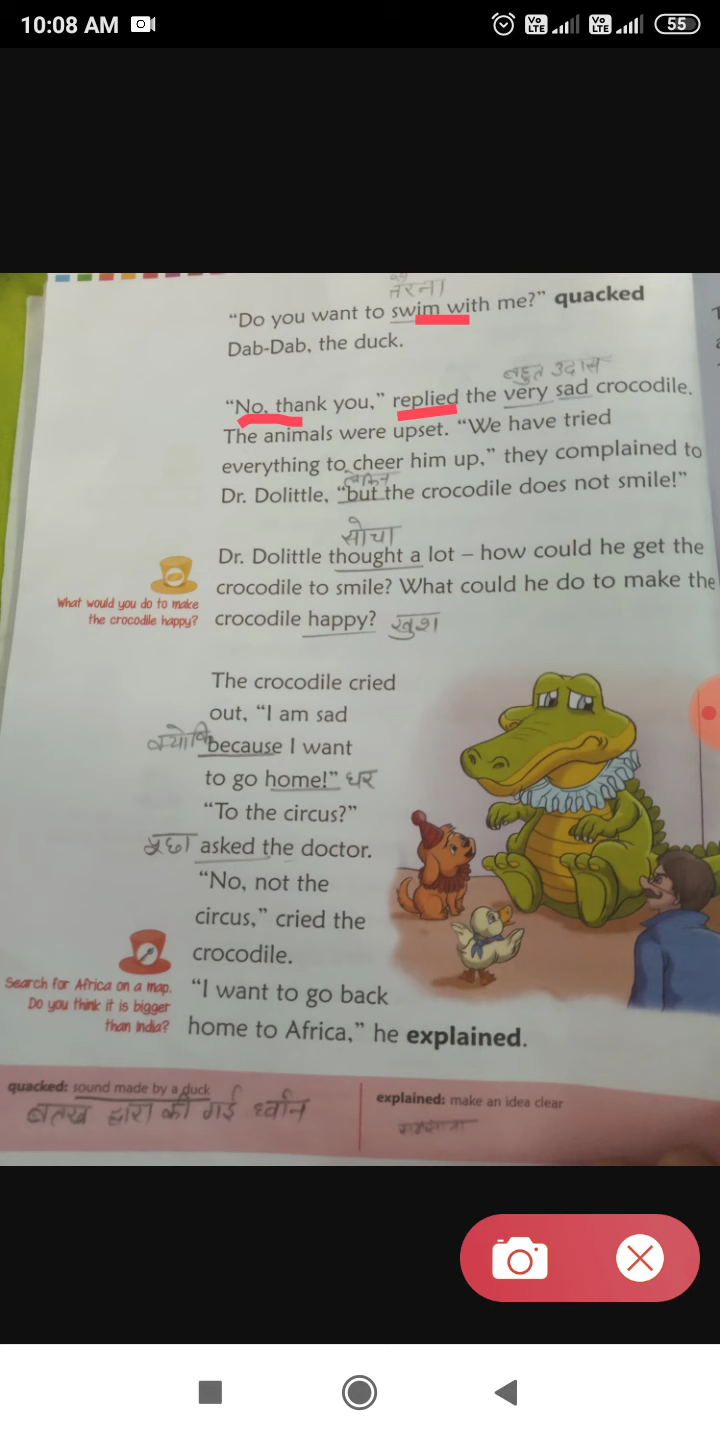 10:08 AM
Vo LTE Vo LTE 55
तैरना
“Do you want to swim with me?” quacked
Dab-Dab, the duck.
बहुत उदास
“No, thank you,” replied the very sad crocodile.
The animals were upset. “We have tried
everything to cheer him up,” they complained to
लेकिन
Dr. Dolittle, “but the crocodile does not smile!”
सोचा
Dr. Dolittle thought a lot – how could he get the
crocodile to smile? What could he do to make the
crocodile happy? खुश
What would you do to make
the crocodile happy?
The crocodile cried
out, “I am sad
क्योकि because I want
to go home!” घर
“To the circus?”
पूछा asked the doctor.
“No, not the
circus,” cried the
crocodile.
“I want to go back
home to Africa,” he explained.
Search for Africa on a map.
Do you think it is bigger
than India?
quacked: sound made by a duck
बतख द्वारा की गई ध्वनि
explained: make an idea clear